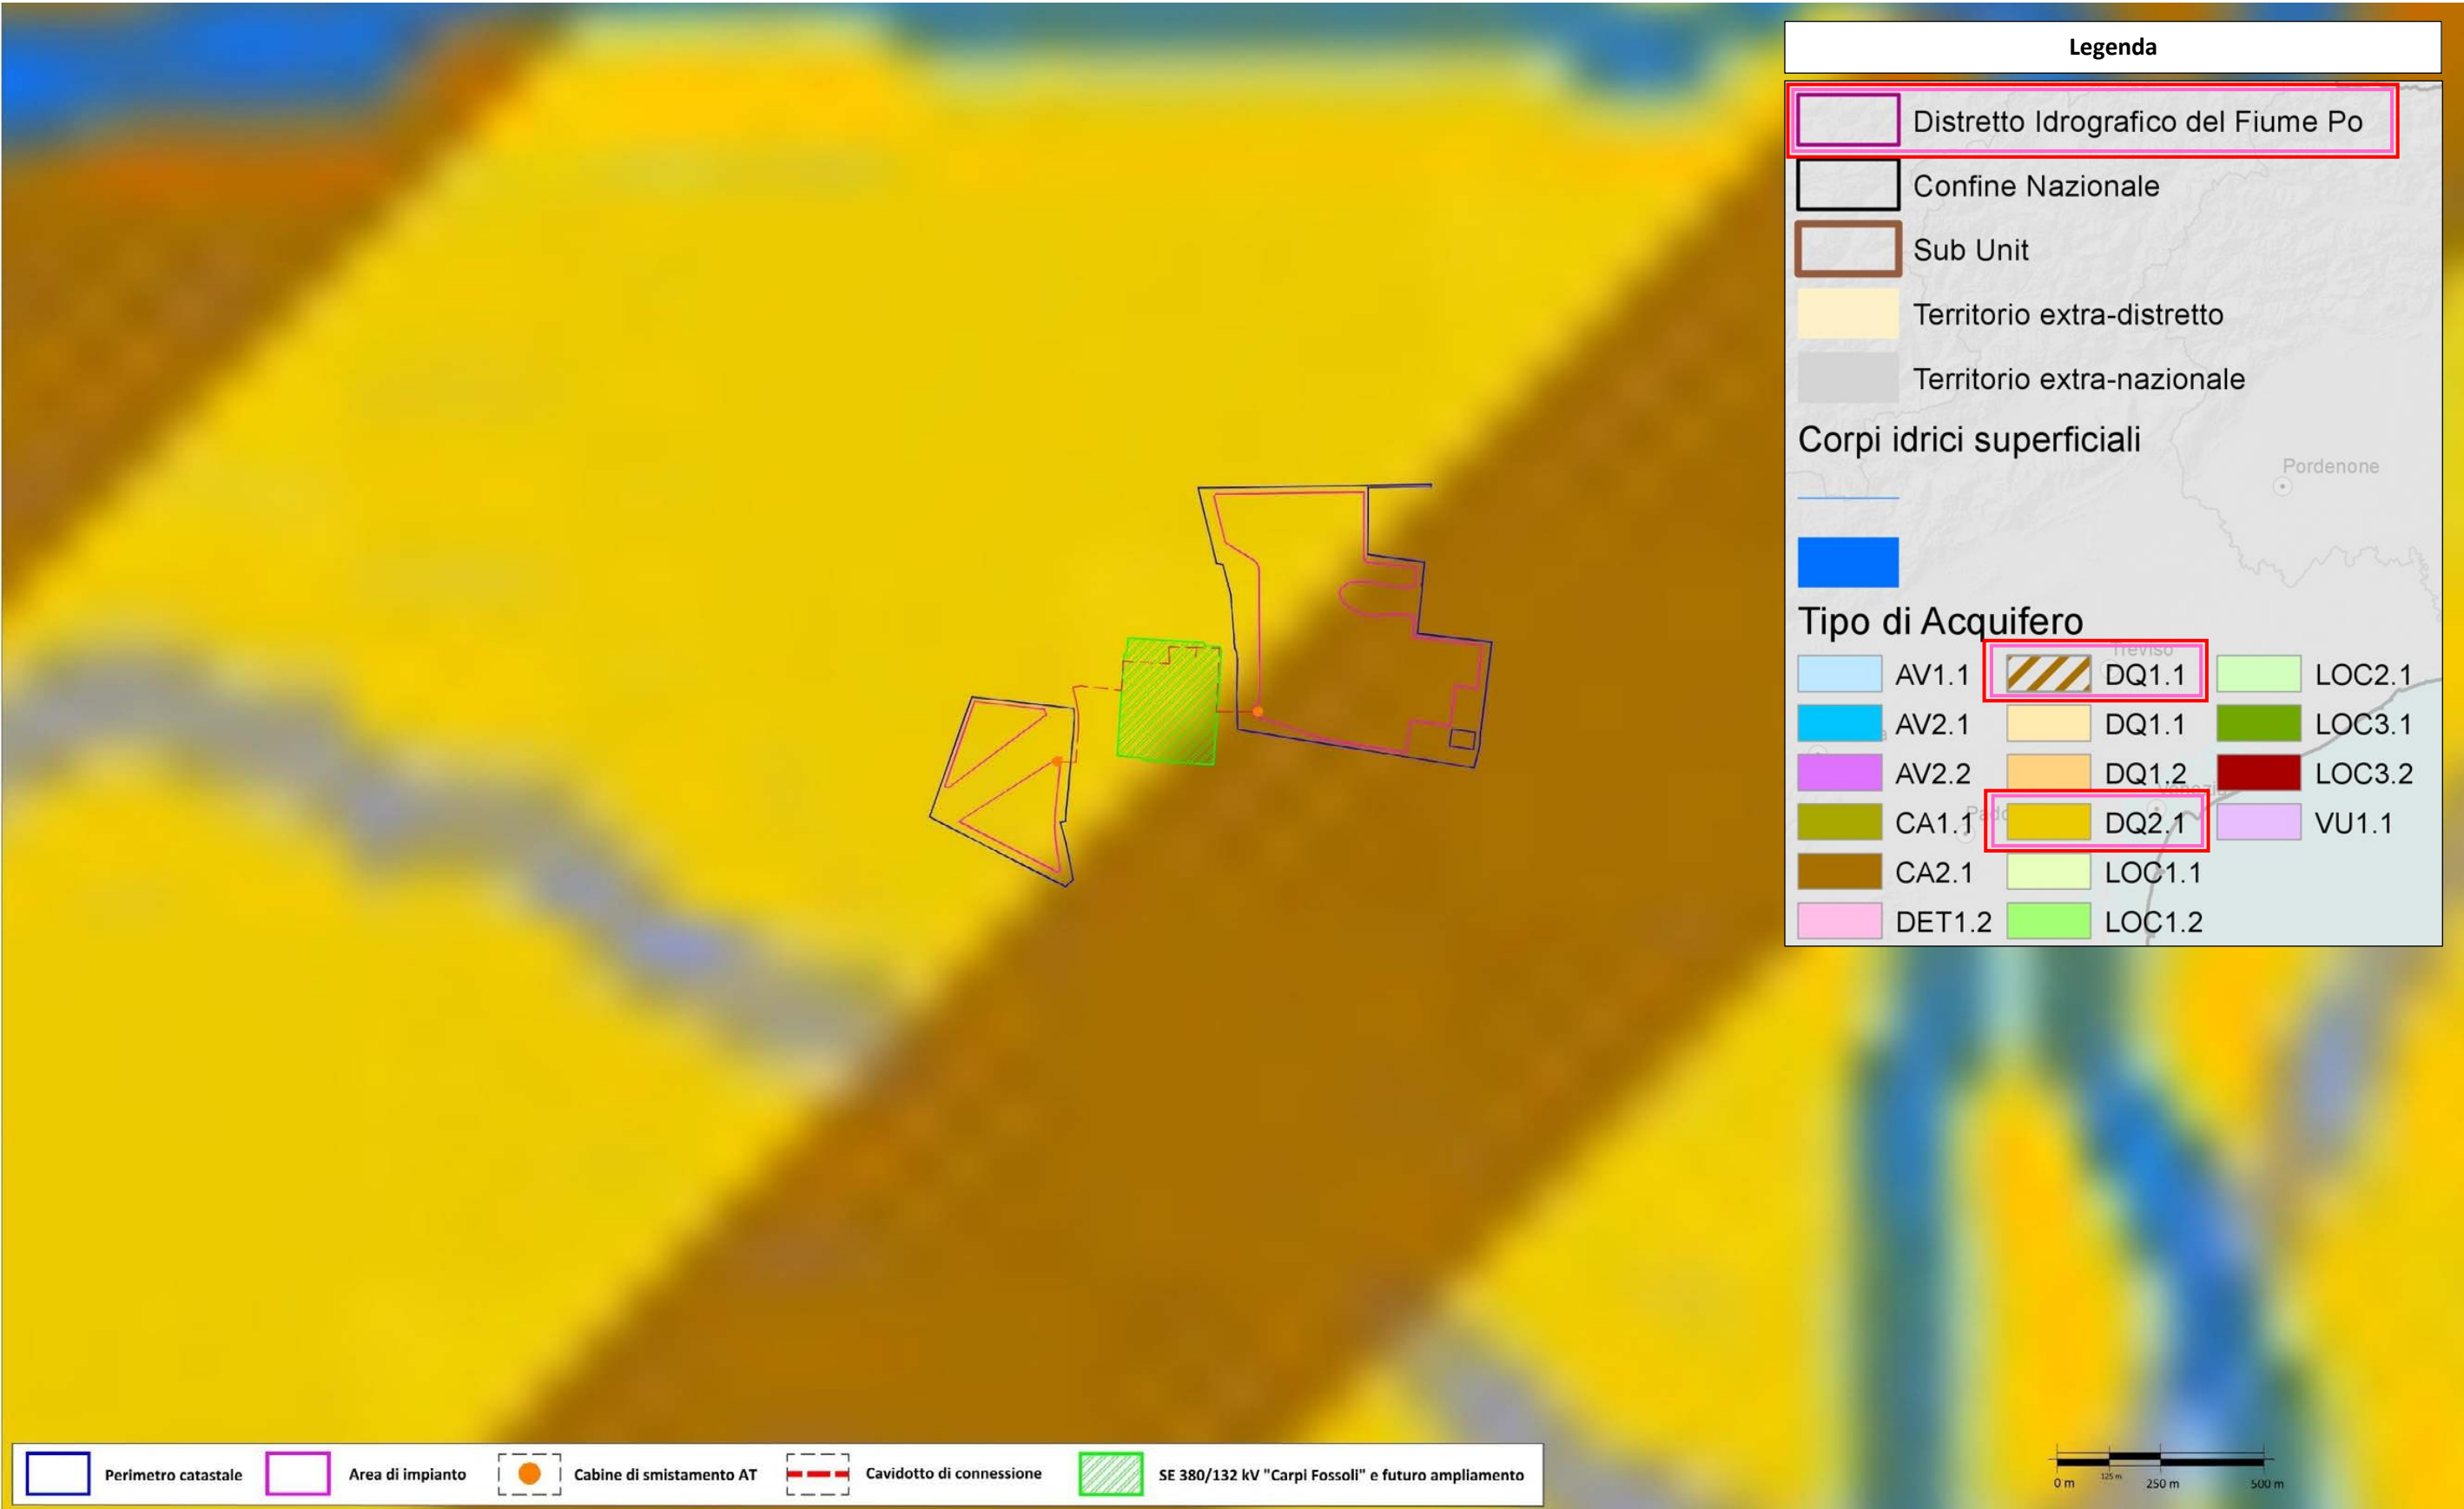 Legenda
Distretto Idrografico del Fiume Po
Confine Nazionale
Sub Unit
Territorio extra-distretto
Territorio extra-nazionale
Corpi idrici superficiali
Pordenone
Tipo di Acquifero
Treviso
AV1.1 DQ1.1 LOC2.1
AV2.1 DQ1.1 LOC3.1
AV2.2 DQ1.2 LOC3.2
CA1.1 DQ2.1 VU1.1
CA2.1 LOC1.1
DET1.2 LOC1.2
Perimetro catastale
Area di impianto
Cabine di smistamento AT
Cavidotto di connessione
SE 380/132 kV "Carpi Fossoli" e futuro ampliamento
0 m 125 m 250 m 500 m